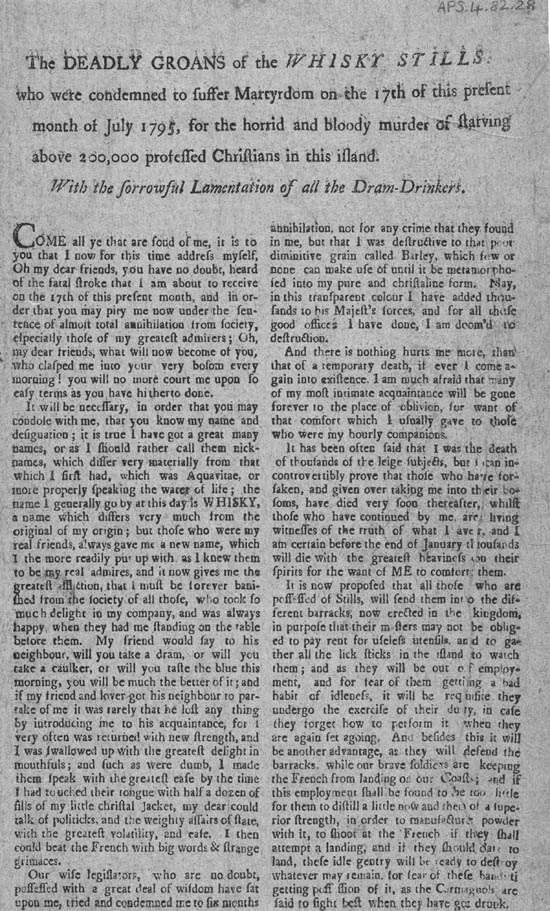 APS.4.82.28
The DEADLY GROANS of the WHISKY STILLS:
who were condemned to suffer Martyrdom on the 17th of this present
month of July 1795, for the horrid and bloody murder of starving
above 200,000 professed Christians in this island.
With the sorrowful Lamentation of all the Dram-Drinkers.
COME all ye that are fond of me, it is to
you that I now for this time address myself,
Oh my dear friends, you have no doubt, heard
of the fatal stroke that I am about to receive
on the 17th of this present month, and in or-
der that you may pity me now under the sen-
tence of almost total annihilation from society,
especially those of my greatest admirers; Oh,
my dear friends, what will now become of you,
who clasped me into your very bosom every
morning! you will no more court me upon so
easy terms as you have hitherto done.
It will be necessary, in order that you may
condole with me, that you know my name and
designation; it is true I have got a great many
names, or as I should rather call them nick-
names, which differ very materially from that
which I first had, which was Aquavitae, or
more properly speaking the water of life; the
name I generally go by at this day is WHISKY,
a name which differs very much from the
original of my origin; but those who were my
real friends, always gave me a new name, which
I the more readily put up with, as I knew them
to be my real admires, and it now gives me the
greatest affliction, that I must be forever bani-
shed from the society of all those, who took so
much delight in my company, and was always
happy when they had me standing on the table
before them. My friend would say to his
neighbour, will you take a dram, or will you
take a caulker, or will you taste the blue this
morning, you will be much the better of it; and
if my friend and lover got his neighbour to par-
take of me it was rarely that he lost any thing
by introducing me to his acquaintance, for I
very often was returned with new strength, and
I was swallowed up with the greatest delight in
mouthfuls; and such as were dumb, I made
them speak with the greatest ease by the time
I had touched their tongue with half a dozen of
fills of my little christal Jacket, my dear could
talk of politicks, and the weighty affairs of state,
with the greatest volatility, and ease. I then
could beat the French with big words & strange
grimaces.
Our wise legislators, who are no doubt,
possessed with a great deal of wisdom have sat
upon me, tried and condemned me to six months
annihilation, not for any crime that they found
in me, but that I was destructive to that poor
diminitive grain called Barley, which few or
none can make use of until it be metamorpho-
sed into my pure and christaline form. Nay,
in this transparent colour I have added thou-
sands to his Majest's forces, and for all these
good offices I have done, I am doom'd to
destruction.
And there is nothing hurts me more, than
that of a temporary death, if ever I come a-
gain into existence. I am much afraid that many
of my most intimate acquaintance will be gone
forever to the place of oblivion, for want of
that comfort which I usually gave to those
who were my hourly companions.
It has been often said that I was the death
of thousands of the leige subjects, but I can in-
controvertibly prove that those who have for-
saken, and given over taking me into their bo-
soms, have died very soon thereafter, whilst
those who have continued by me, are living
witnesses of the truth of what I aver, and I
am certain before the end of January thousands
will die with the greatest heaviness on their
spirits for the want of ME to comfort them.
It is now proposed that all those who are
possessed of Stills, will send them into the dif-
ferent barracks, now erected in the kingdom,
in purpose that their masters may not be oblig-
ed to pay rent for useless utensils, and to ga-
ther all the lick sticks in the island to watch
them; and as they will be out of employ-
ment, and for fear of them getting a bad
habit of idleness, it will be requisite they
undergo the exercise of their duty, in case
they forget how to perform it when they
are again set agoing. And besides this it will
be another advantage, as they will defend the
barracks, while our brave soldiers are keeping
the French from landing on our Coasts; and if
this employment shall be found to be too little
for them to distill a little now and then of a supe-
rior strength, in order to manufacture powder
with it, to shoot at the French if they shall
attempt a landing, and if they should dare to
land, these idle gentry will be ready to destroy
whatever may remain, for fear of these banditti
getting possession of it, as the Carmagnols are
said to fight best when they have got drunk.